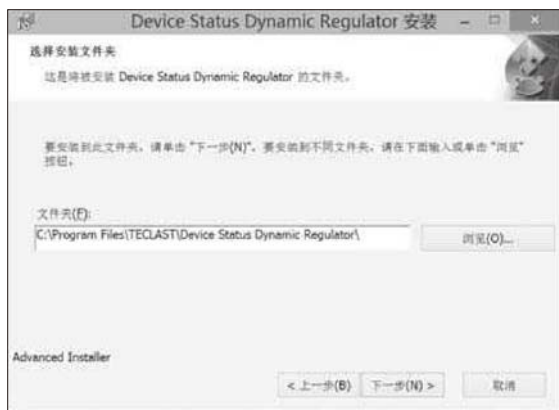 Device Status Dynamic Regulator 安装
选择安装文件夹
这是将被安装 Device Status Dynamic Regulator 的文件夹。
要安装到此文件夹，请单击 "下一步(N)"。要安装到不同文件夹，请在下面输入或单击 "浏览"
按钮。
文件夹(F):
C:\Program Files\TECLAST\Device Status Dynamic Regulator\
浏览(O)...
Advanced Installer
< 上一步(B)
下一步(N) >
取消